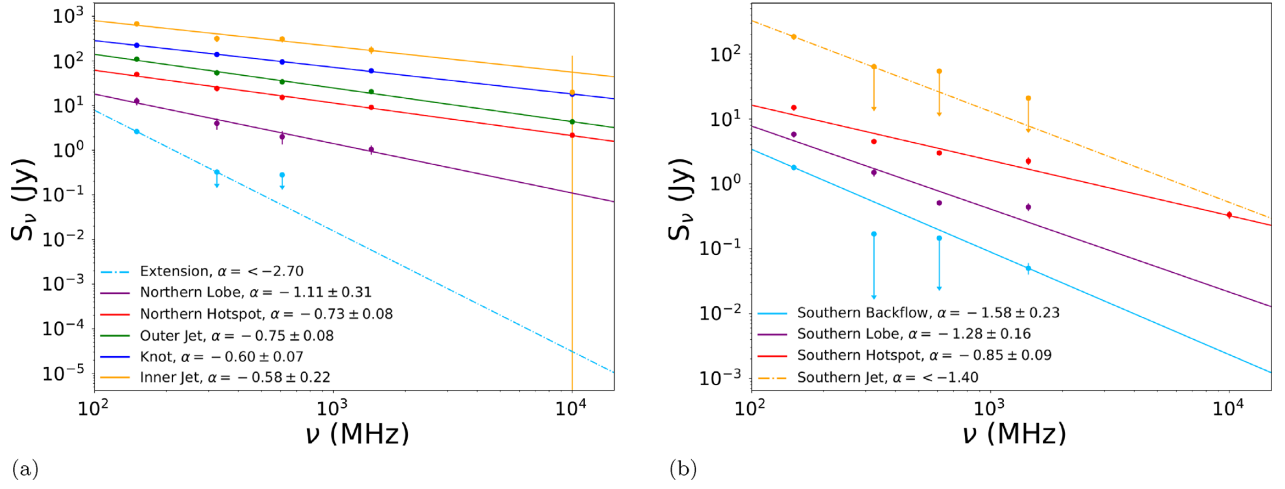 10³
10²
10¹
10⁰
10⁻¹
10⁻²
10⁻³
10⁻⁴
10⁻⁵
S_ν (Jy)
Extension, α = < −2.70
Northern Lobe, α = −1.11 ± 0.31
Northern Hotspot, α = −0.73 ± 0.08
Outer Jet, α = −0.75 ± 0.08
Knot, α = −0.60 ± 0.07
Inner Jet, α = −0.58 ± 0.22
10² 10³ 10⁴
ν (MHz)
(a)
10²
10¹
10⁰
10⁻¹
10⁻²
10⁻³
S_ν (Jy)
Southern Backflow, α = −1.58 ± 0.23
Southern Lobe, α = −1.28 ± 0.16
Southern Hotspot, α = −0.85 ± 0.09
Southern Jet, α = < −1.40
10² 10³ 10⁴
ν (MHz)
(b)